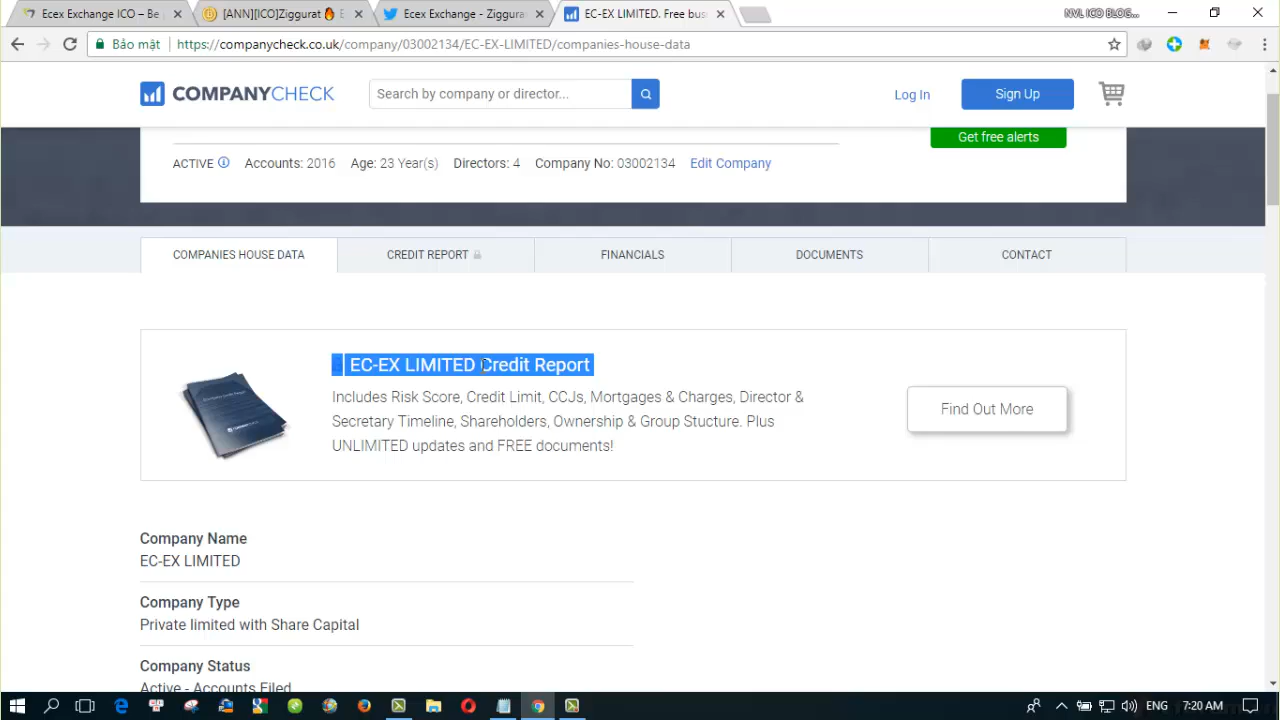 Ecex Exchange ICO – Be
[ANN][ICO]Ziggurat
Ecex Exchange - Ziggura
EC-EX LIMITED. Free bus
NVL ICO BLOG...
Bảo mật
https://companycheck.co.uk/company/03002134/EC-EX-LIMITED/companies-house-data
COMPANYCHECK
Search by company or director...
Log In
Sign Up
Get free alerts
ACTIVE Accounts: 2016 Age: 23 Year(s) Directors: 4 Company No: 03002134 Edit Company
COMPANIES HOUSE DATA
CREDIT REPORT
FINANCIALS
DOCUMENTS
CONTACT
EC-EX LIMITED Credit Report
Includes Risk Score, Credit Limit, CCJs, Mortgages & Charges, Director &
Secretary Timeline, Shareholders, Ownership & Group Stucture. Plus
UNLIMITED updates and FREE documents!
Find Out More
Company Name
EC-EX LIMITED
Company Type
Private limited with Share Capital
Company Status
Active - Accounts Filed
ENG
7:20 AM